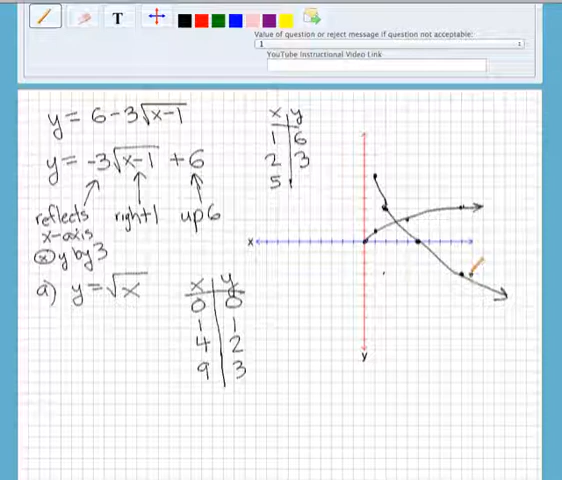 T
Value of question or reject message if question not acceptable:
1
YouTube Instructional Video Link
y = 6 - 3√x-1
y = -3√x-1 + 6
reflects right 1 up 6
x-axis
ⓧ y by 3
a) y = √x
x y
1 6
2 3
5
x y
0 0
1 1
4 2
9 3
x
y